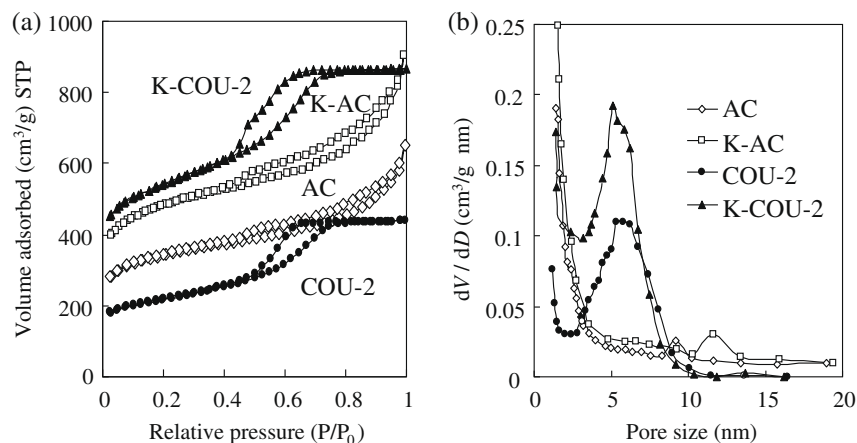 (a)
1000
800
600
400
200
0
0
0.2
0.4
0.6
0.8
1
Volume adsorbed (cm³/g) STP
Relative pressure (P/P₀)
K-COU-2
K-AC
AC
COU-2
(b)
0.25
0.2
0.15
0.1
0.05
0
0
5
10
15
20
dV / dD (cm³/g nm)
Pore size (nm)
AC
K-AC
COU-2
K-COU-2